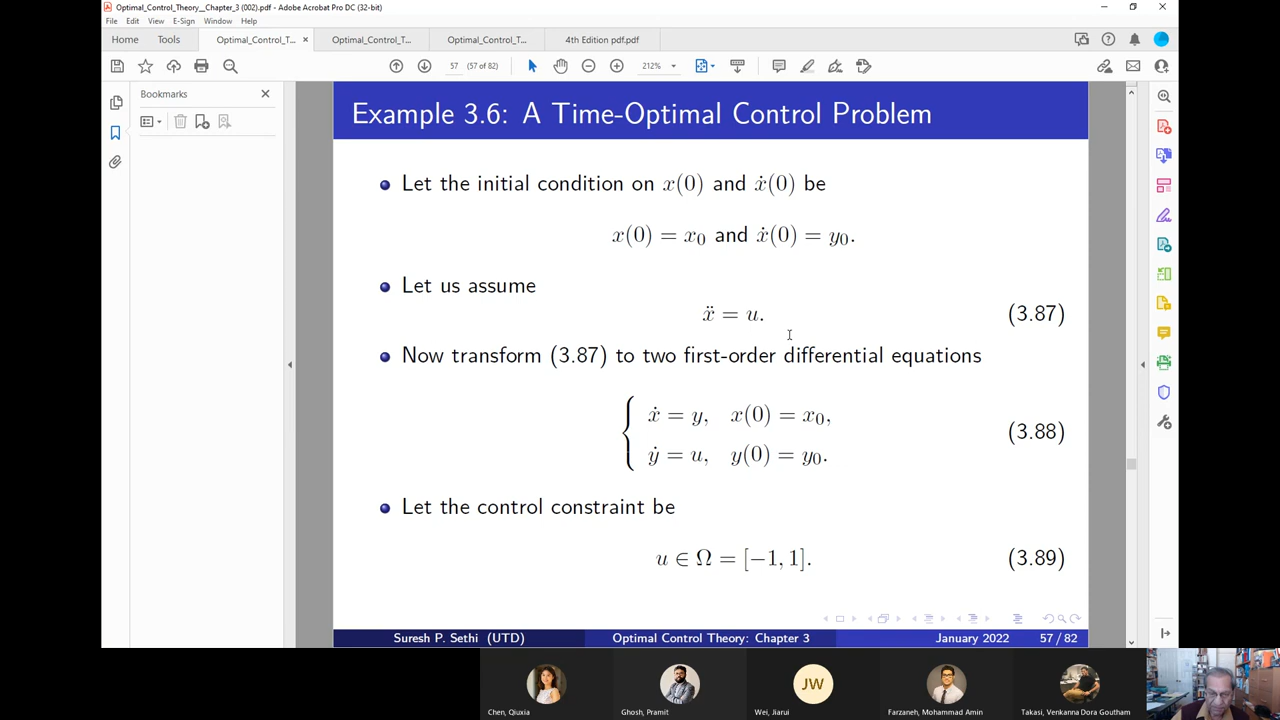 Optimal_Control_Theory__Chapter_3 (002).pdf - Adobe Acrobat Pro DC (32-bit)
File Edit View E-Sign Window Help
Home Tools Optimal_Control_T... × Optimal_Control_T... Optimal_Control_T... 4th Edition pdf.pdf
57 (57 of 82) 212%
Bookmarks
Example 3.6: A Time-Optimal Control Problem
Let the initial condition on x(0) and ẋ(0) be
x(0) = x₀ and ẋ(0) = y₀.
Let us assume
ẍ = u. (3.87)
Now transform (3.87) to two first-order differential equations
ẋ = y, x(0) = x₀,
ẏ = u, y(0) = y₀.
(3.88)
Let the control constraint be
u ∈ Ω = [−1, 1]. (3.89)
Suresh P. Sethi (UTD) Optimal Control Theory: Chapter 3 January 2022 57 / 82
JW
Chen, Qiuxia Ghosh, Pramit Wei, Jiarui Farzaneh, Mohammad Amin Takasi, Venkanna Dora Goutham